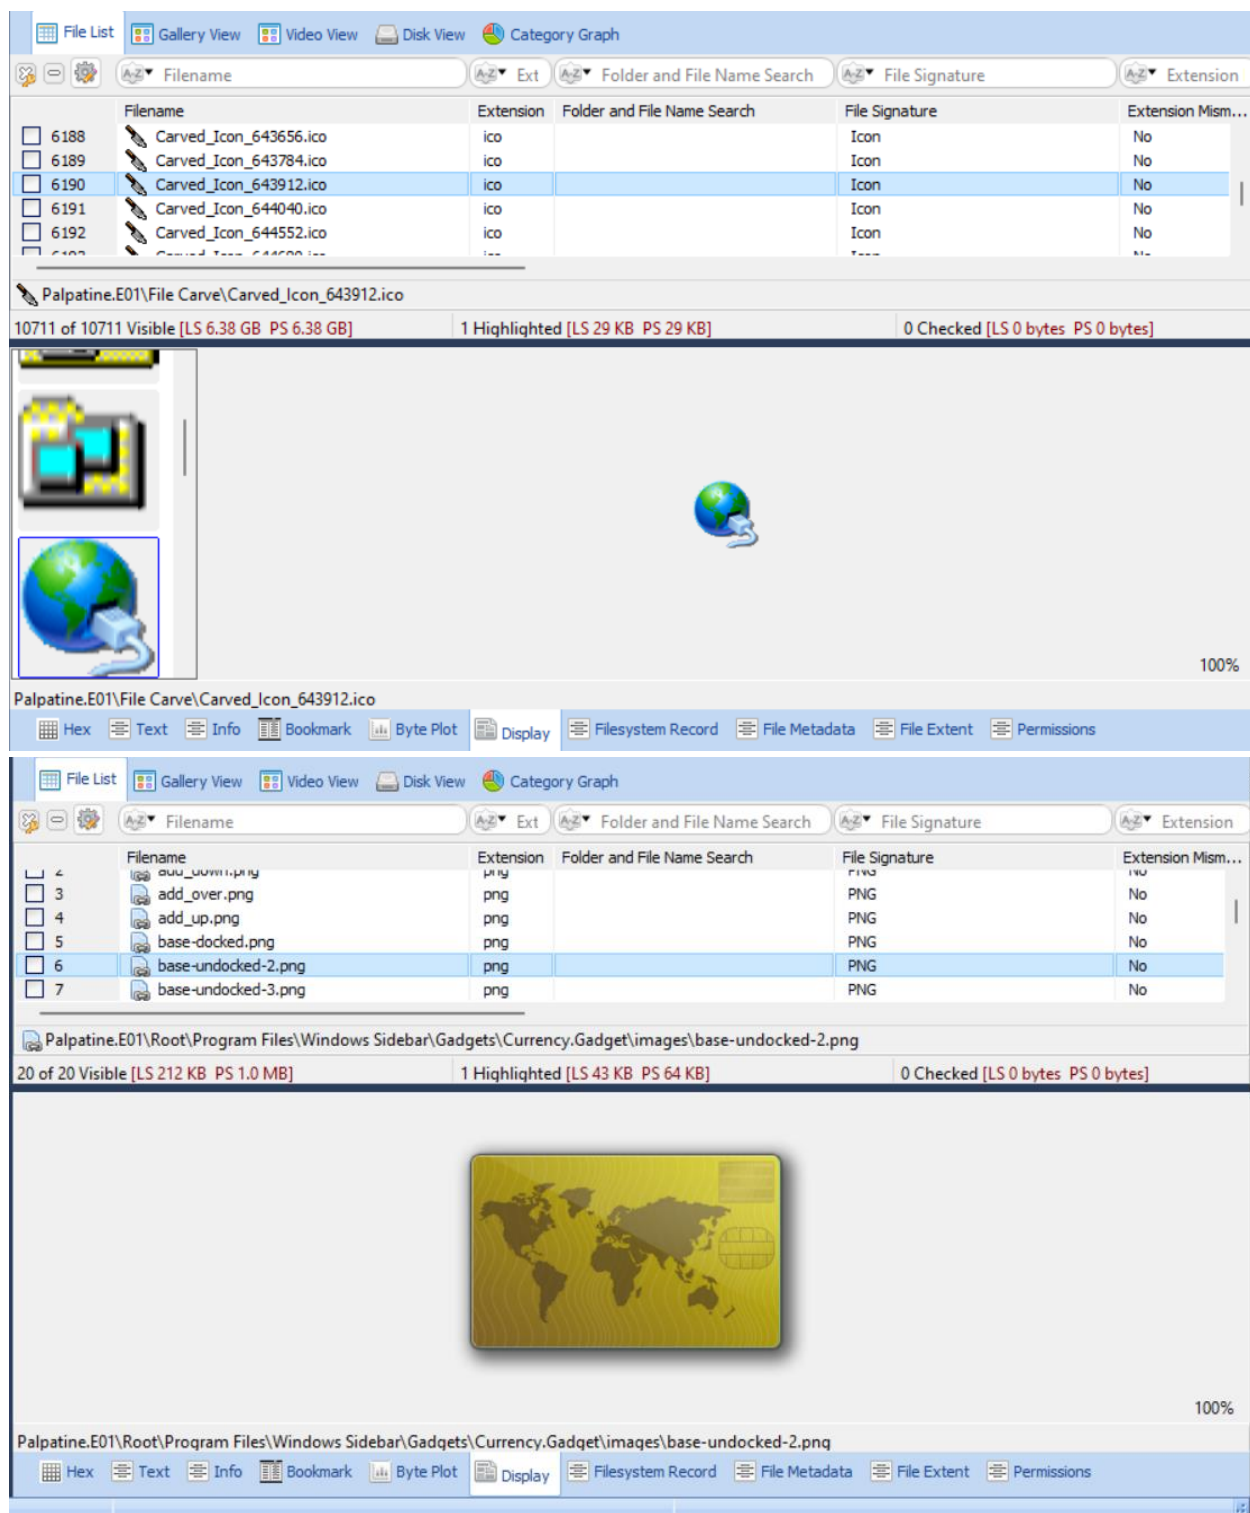 File List Gallery View Video View Disk View Category Graph
Filename Ext Folder and File Name Search File Signature Extension
Filename Extension Folder and File Name Search File Signature Extension Mism...
6188 Carved_Icon_643656.ico ico Icon No
6189 Carved_Icon_643784.ico ico Icon No
6190 Carved_Icon_643912.ico ico Icon No
6191 Carved_Icon_644040.ico ico Icon No
6192 Carved_Icon_644552.ico ico Icon No
Palpatine.E01\File Carve\Carved_Icon_643912.ico
10711 of 10711 Visible [LS 6.38 GB PS 6.38 GB] 1 Highlighted [LS 29 KB PS 29 KB] 0 Checked [LS 0 bytes PS 0 bytes]
100%
Palpatine.E01\File Carve\Carved_Icon_643912.ico
Hex Text Info Bookmark Byte Plot Display Filesystem Record File Metadata File Extent Permissions
File List Gallery View Video View Disk View Category Graph
Filename Ext Folder and File Name Search File Signature Extension
Filename Extension Folder and File Name Search File Signature Extension Mism...
2 add_down.png png PNG No
3 add_over.png png PNG No
4 add_up.png png PNG No
5 base-docked.png png PNG No
6 base-undocked-2.png png PNG No
7 base-undocked-3.png png PNG No
Palpatine.E01\Root\Program Files\Windows Sidebar\Gadgets\Currency.Gadget\images\base-undocked-2.png
20 of 20 Visible [LS 212 KB PS 1.0 MB] 1 Highlighted [LS 43 KB PS 64 KB] 0 Checked [LS 0 bytes PS 0 bytes]
100%
Palpatine.E01\Root\Program Files\Windows Sidebar\Gadgets\Currency.Gadget\images\base-undocked-2.png
Hex Text Info Bookmark Byte Plot Display Filesystem Record File Metadata File Extent Permissions